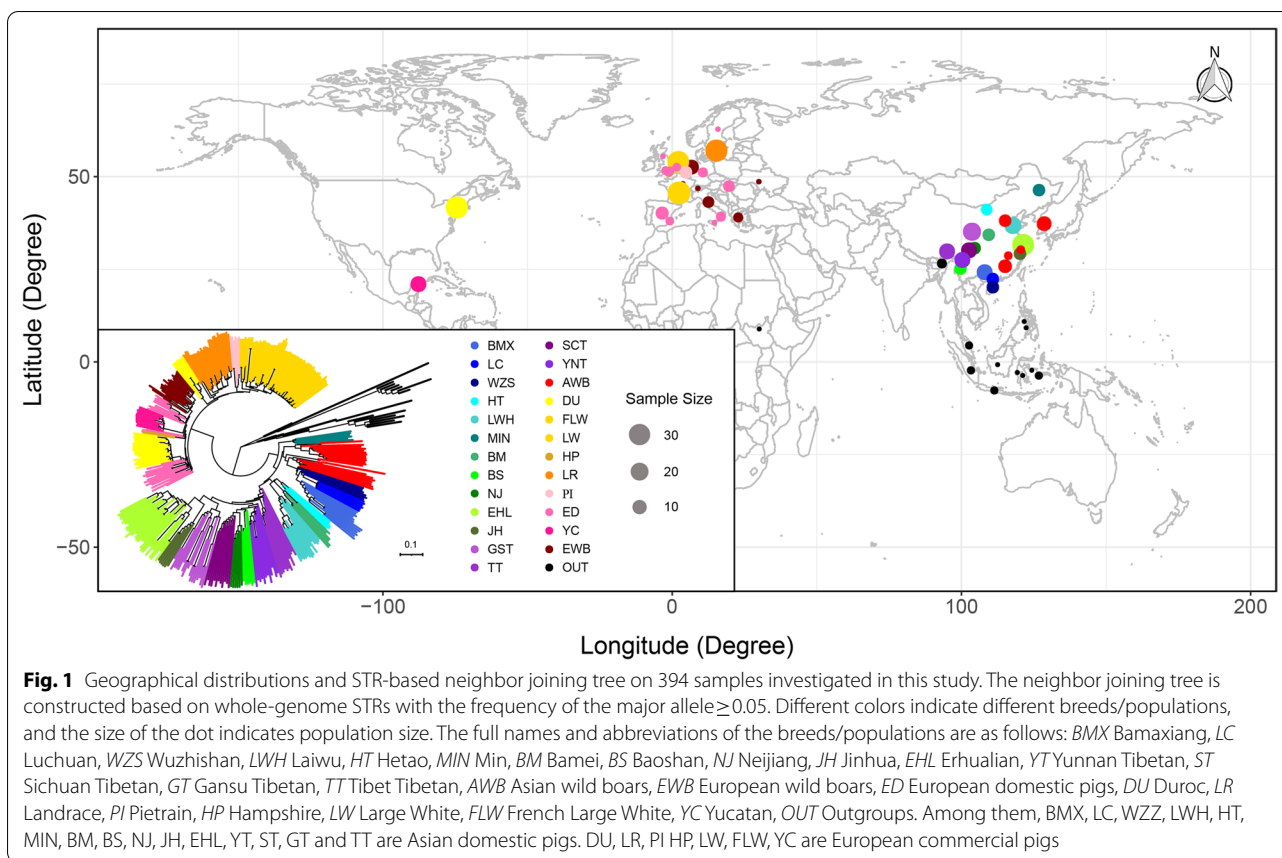 N
Latitude (Degree)
50
0
−50
−100
0
100
200
Longitude (Degree)
0.1
BMX
LC
WZS
HT
LWH
MIN
BM
BS
NJ
EHL
JH
GST
TT
SCT
YNT
AWB
DU
FLW
LW
HP
LR
PI
ED
YC
EWB
OUT
Sample Size
30
20
10
Fig. 1 Geographical distributions and STR-based neighbor joining tree on 394 samples investigated in this study. The neighbor joining tree is
constructed based on whole-genome STRs with the frequency of the major allele ≥ 0.05. Different colors indicate different breeds/populations,
and the size of the dot indicates population size. The full names and abbreviations of the breeds/populations are as follows: BMX Bamaxiang, LC
Luchuan, WZS Wuzhishan, LWH Laiwu, HT Hetao, MIN Min, BM Bamei, BS Baoshan, NJ Neijiang, JH Jinhua, EHL Erhualian, YT Yunnan Tibetan, ST
Sichuan Tibetan, GT Gansu Tibetan, TT Tibet Tibetan, AWB Asian wild boars, EWB European wild boars, ED European domestic pigs, DU Duroc, LR
Landrace, PI Pietrain, HP Hampshire, LW Large White, FLW French Large White, YC Yucatan, OUT Outgroups. Among them, BMX, LC, WZZ, LWH, HT,
MIN, BM, BS, NJ, JH, EHL, YT, ST, GT and TT are Asian domestic pigs. DU, LR, PI HP, LW, FLW, YC are European commercial pigs